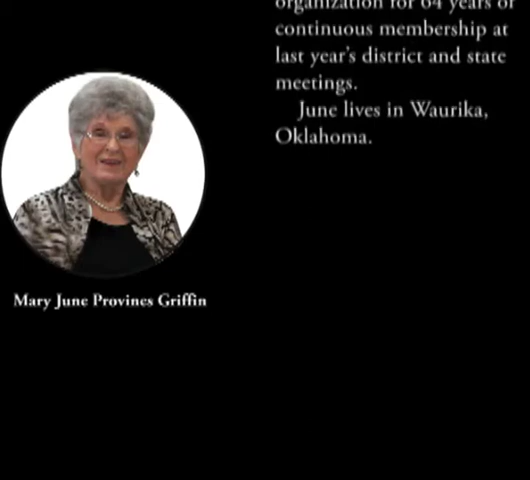 organization for 64 years of
continuous membership at
last year's district and state
meetings.
June lives in Waurika,
Oklahoma.
Mary June Provines Griffin